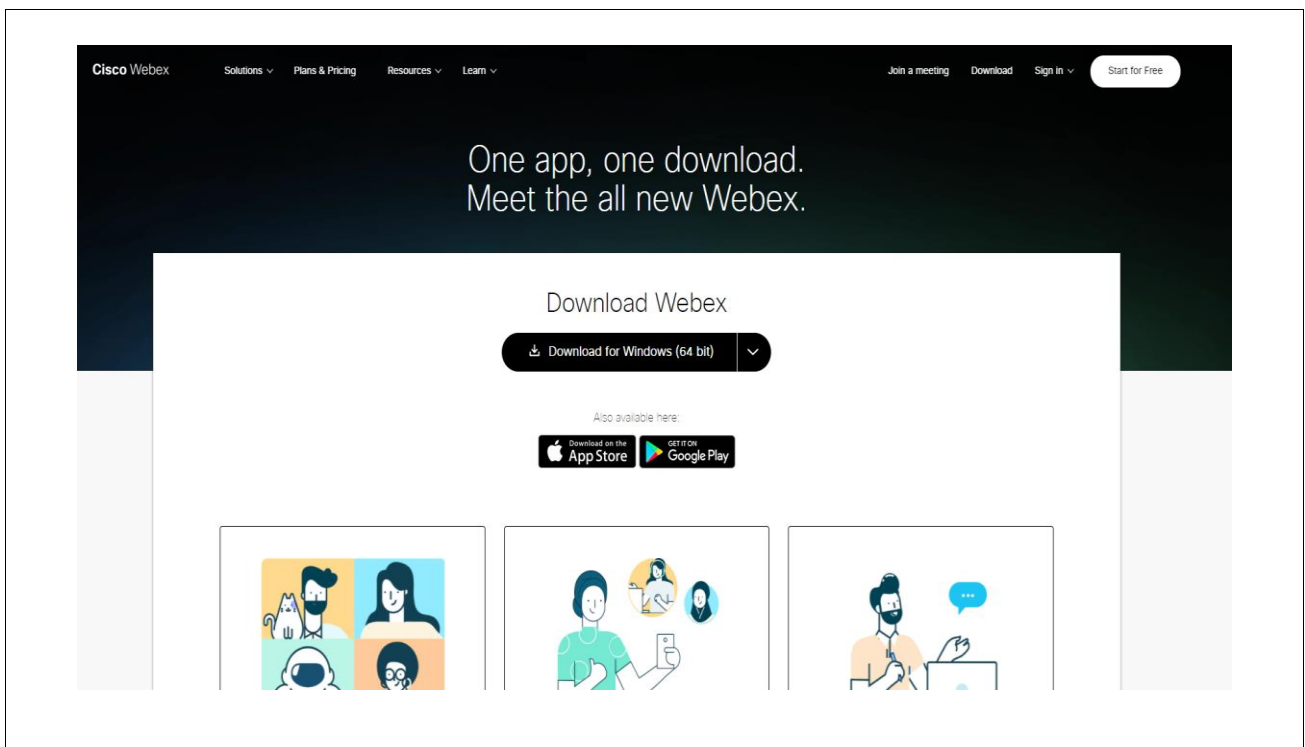 Cisco Webex Solutions Plans & Pricing Resources Learn Join a meeting Download Sign in Start for Free
One app, one download.
Meet the all new Webex.
Download Webex
Download for Windows (64 bit)
Also available here:
Download on the
App Store
GET IT ON
Google Play